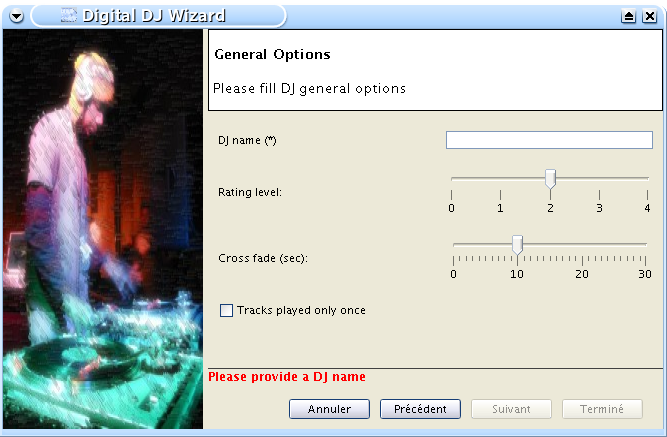 Digital DJ Wizard
General Options
Please fill DJ general options
DJ name (*)
Rating level:
0 1 2 3 4
Cross fade (sec):
0 10 20 30
Tracks played only once
Please provide a DJ name
Annuler Précédent Suivant Terminé